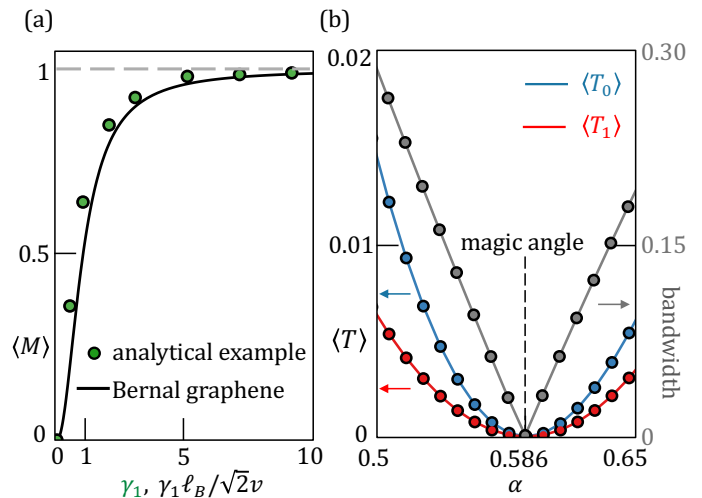 (a)
1
0.5
⟨M⟩
0
analytical example
Bernal graphene
0 1 5 10
γ₁, γ₁ℓ_B/√2v
(b)
0.02
0.01
⟨T⟩
0
⟨T₀⟩
⟨T₁⟩
magic angle
0.30
0.15
0
bandwidth
0.5 0.586 0.65
α